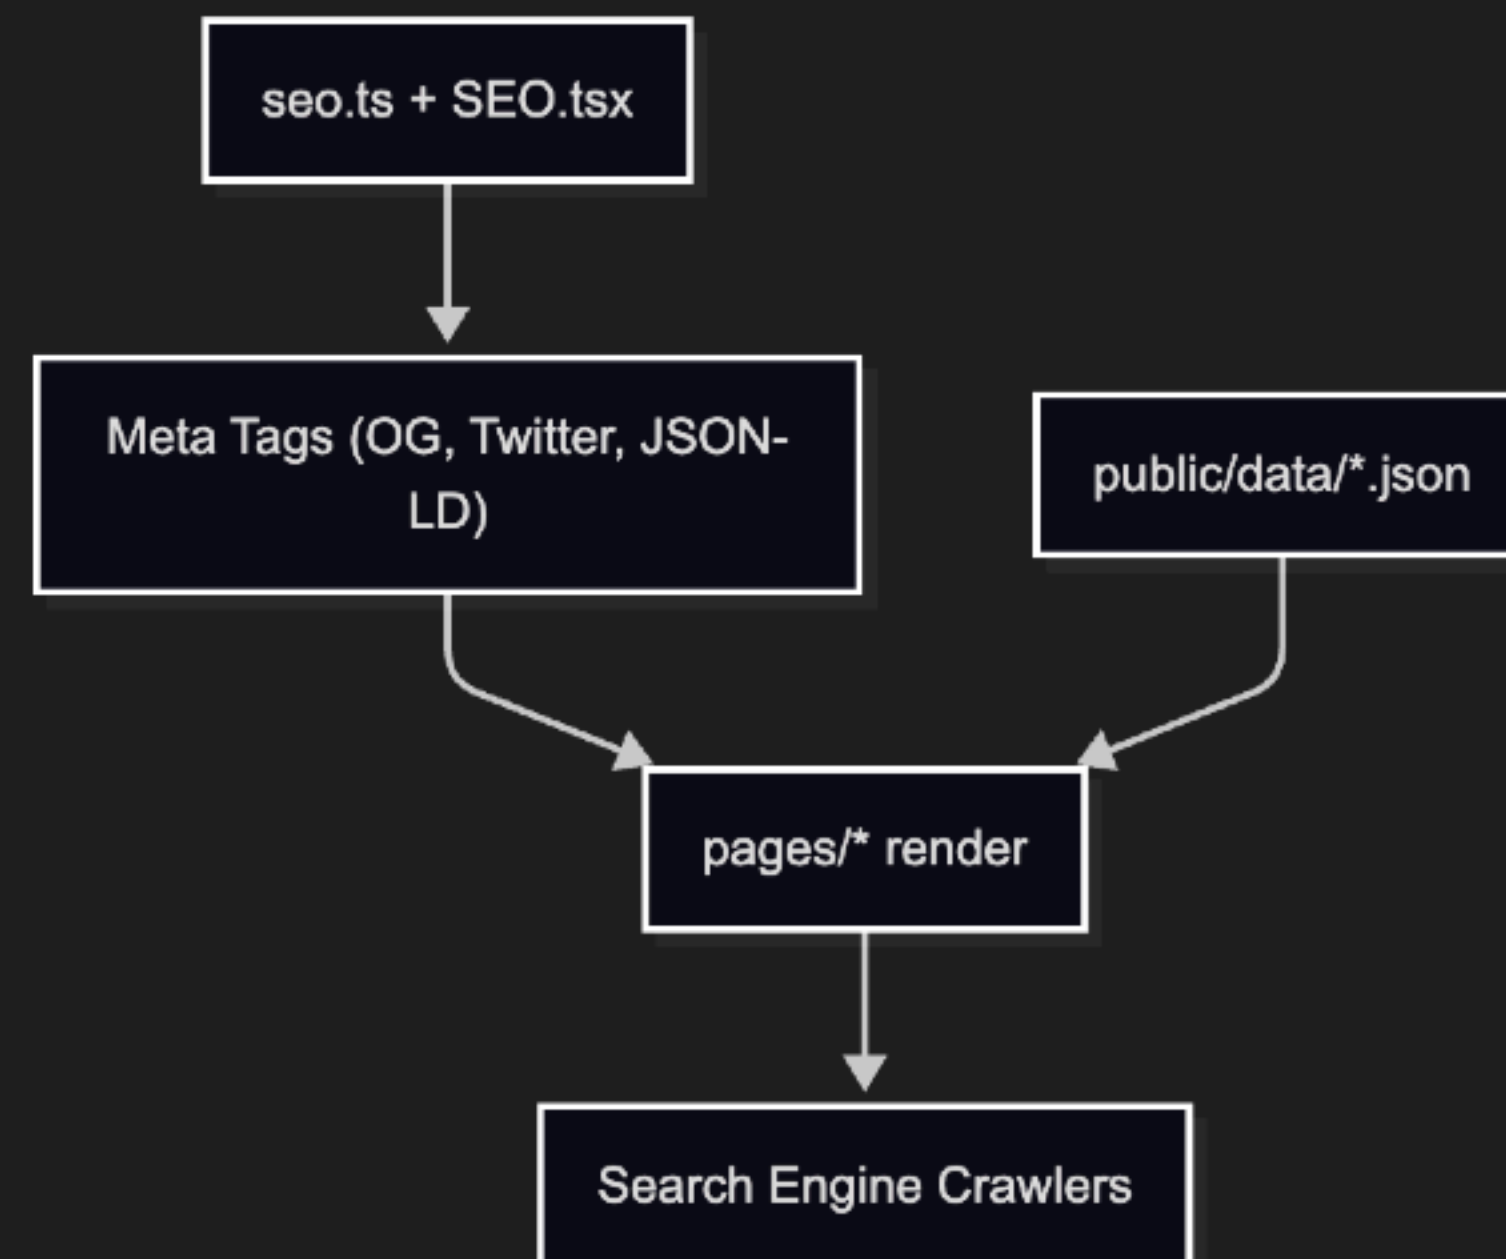 seo.ts + SEO.tsx
Meta Tags (OG, Twitter, JSON-
LD)
public/data/*.json
pages/* render
Search Engine Crawlers